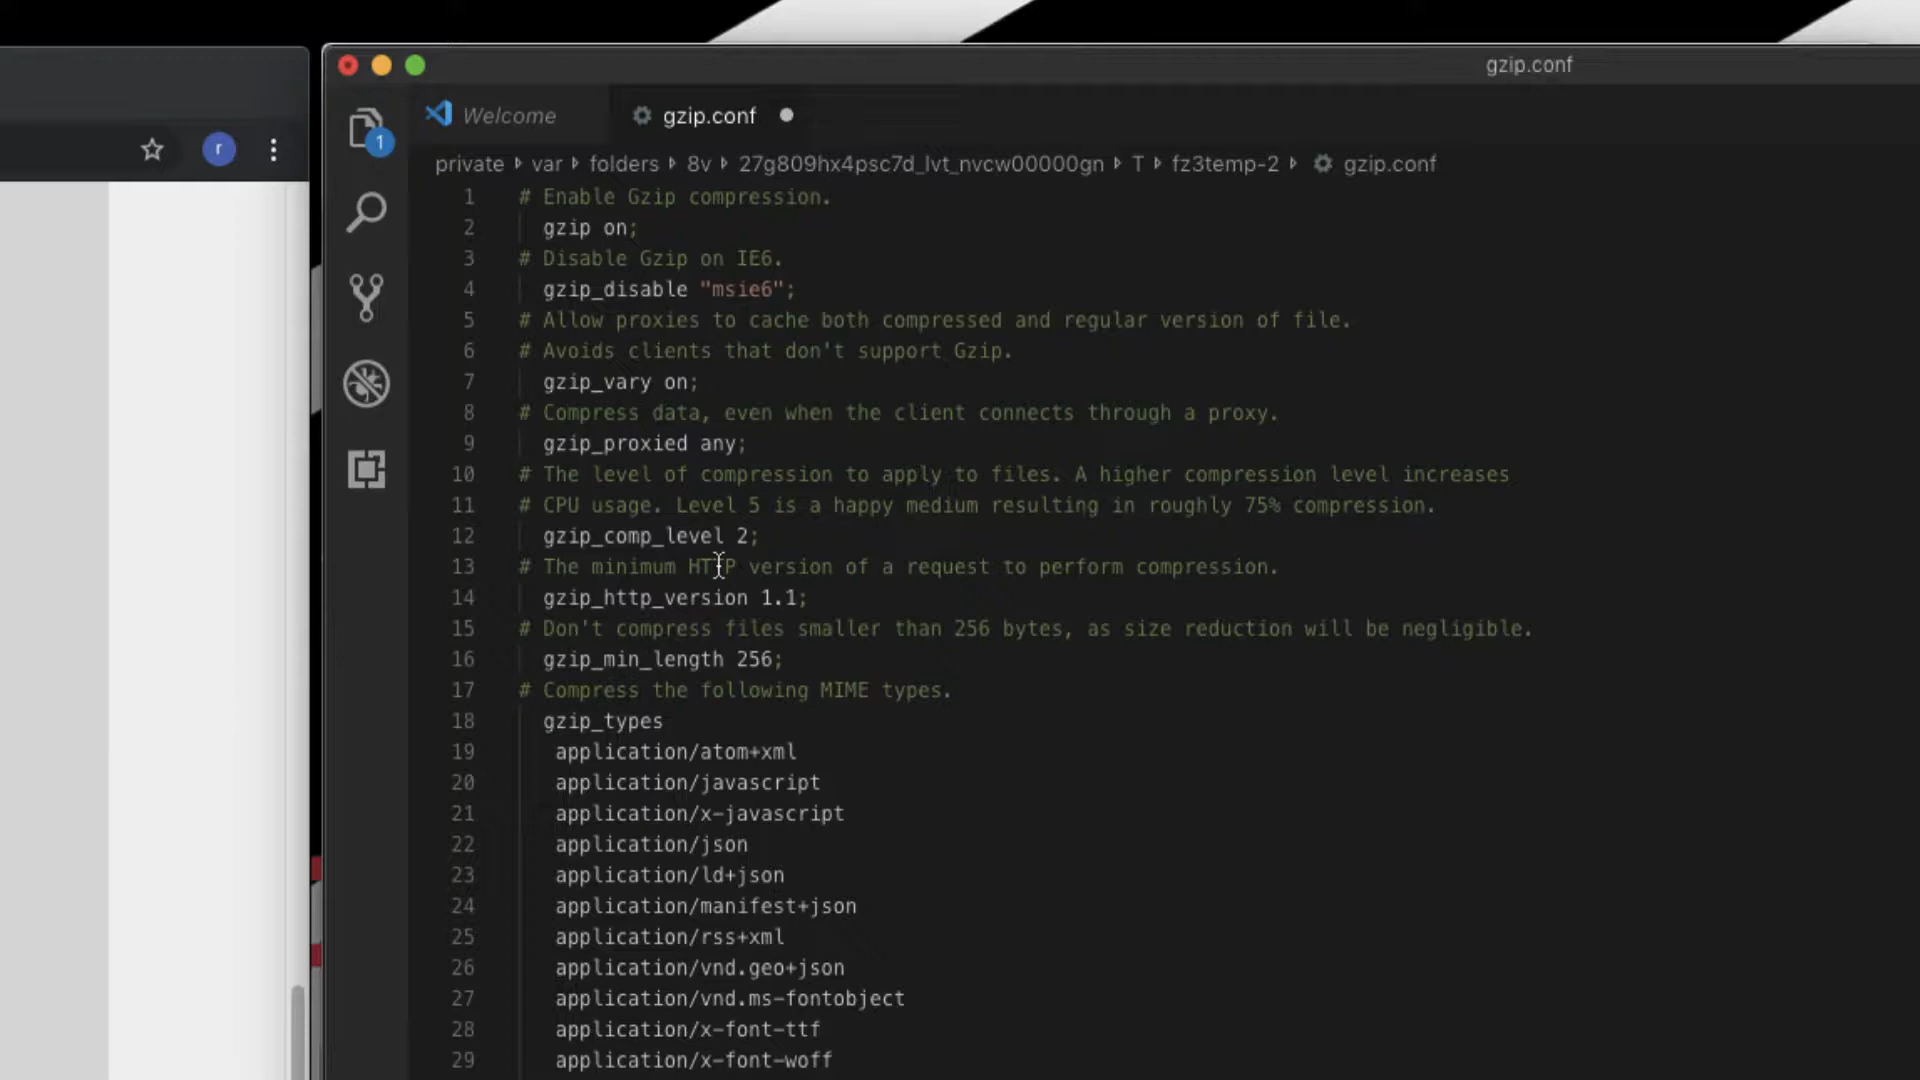 gzip.conf
r
1
Welcome
gzip.conf
private var folders 8v 27g809hx4psc7d_lvt_nvcw00000gn T fz3temp-2 gzip.conf
1 # Enable Gzip compression.
2 gzip on;
3 # Disable Gzip on IE6.
4 gzip_disable "msie6";
5 # Allow proxies to cache both compressed and regular version of file.
6 # Avoids clients that don't support Gzip.
7 gzip_vary on;
8 # Compress data, even when the client connects through a proxy.
9 gzip_proxied any;
10 # The level of compression to apply to files. A higher compression level increases
11 # CPU usage. Level 5 is a happy medium resulting in roughly 75% compression.
12 gzip_comp_level 2;
13 # The minimum HTTP version of a request to perform compression.
14 gzip_http_version 1.1;
15 # Don't compress files smaller than 256 bytes, as size reduction will be negligible.
16 gzip_min_length 256;
17 # Compress the following MIME types.
18 gzip_types
19 application/atom+xml
20 application/javascript
21 application/x-javascript
22 application/json
23 application/ld+json
24 application/manifest+json
25 application/rss+xml
26 application/vnd.geo+json
27 application/vnd.ms-fontobject
28 application/x-font-ttf
29 application/x-font-woff